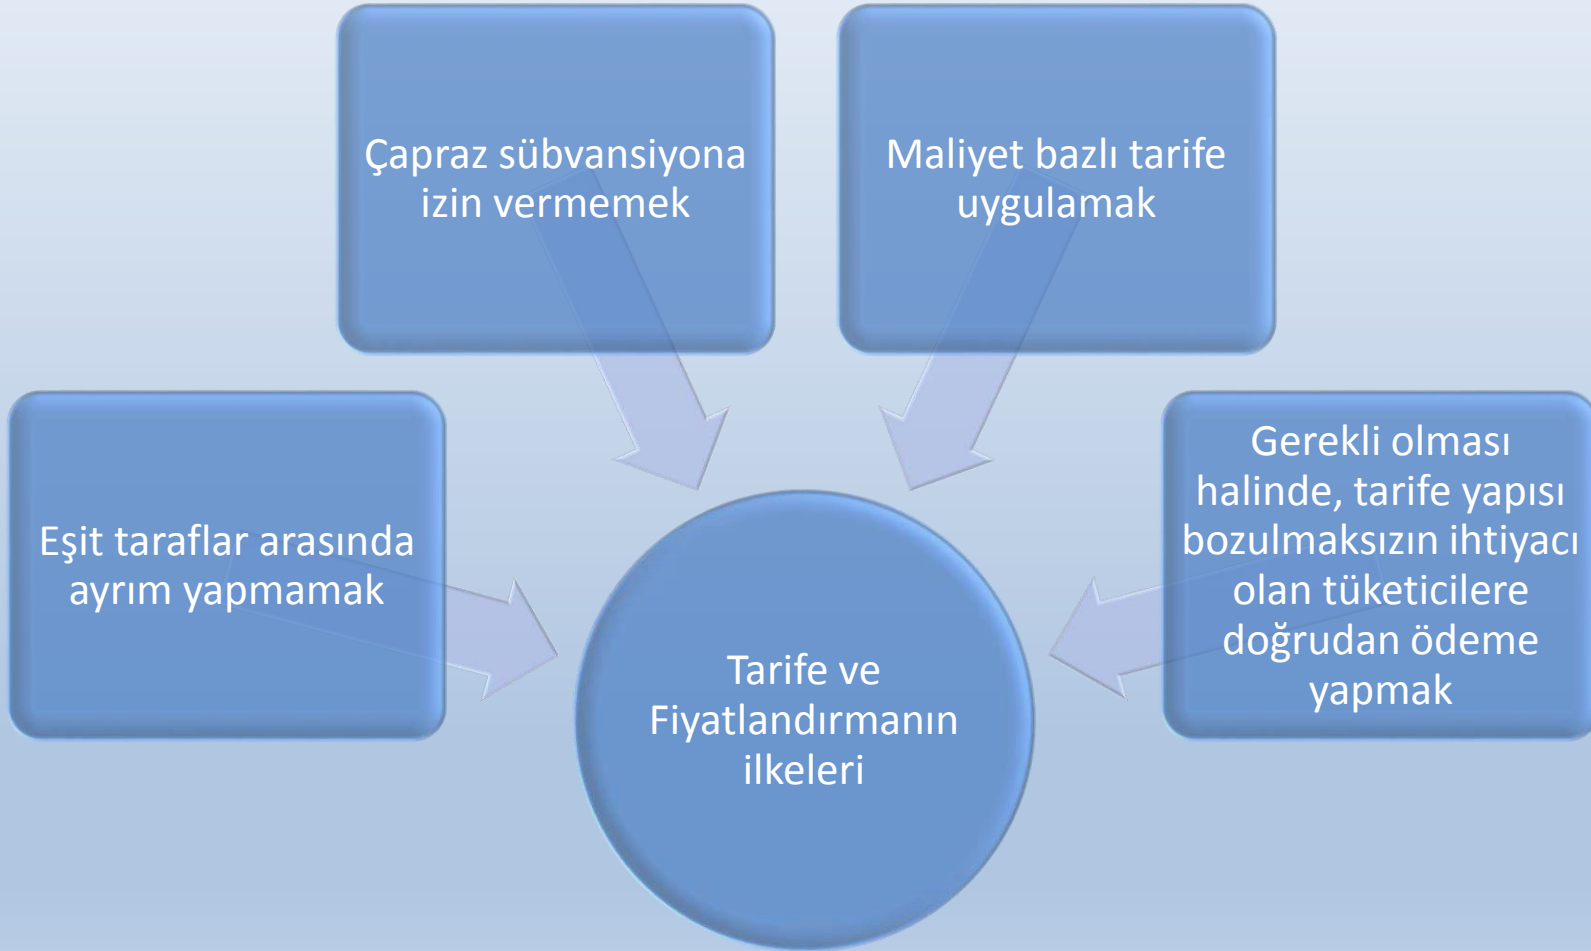 Çapraz sübvansiyona
izin vermemek
Maliyet bazlı tarife
uygulamak
Eşit taraflar arasında
ayrım yapmamak
Gerekli olması
halinde, tarife yapısı
bozulmaksızın ihtiyacı
olan tüketicilere
doğrudan ödeme
yapmak
Tarife ve
Fiyatlandırmanın
ilkeleri